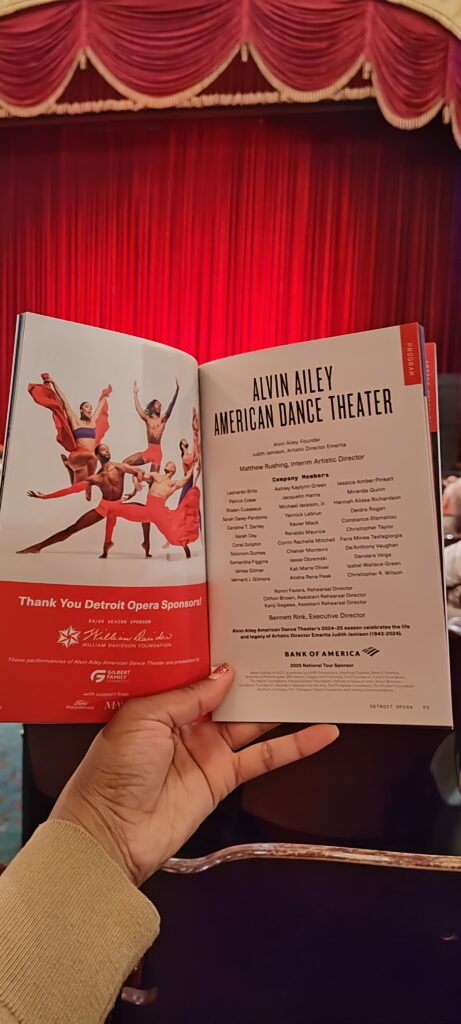 Thank You Detroit Opera Sponsors!
24/25 SEASON SPONSOR
William Davidson
WILLIAM DAVIDSON FOUNDATION
These performances of Alvin Ailey American Dance Theater are presented by
GILBERT
FAMILY
FOUNDATION
with support from
Ford
PROGRAM
ALVIN AILEY
AMERICAN DANCE THEATER
Alvin Ailey, Founder
Judith Jamison, Artistic Director Emerita
Matthew Rushing, Interim Artistic Director
Company Members
Leonardo Brito
Patrick Coker
Shawn Cusseaux
Sarah Daley-Perdomo
Caroline T. Dartey
Isaiah Day
Coral Dolphin
Solomon Dumas
Samantha Figgins
James Gilmer
Vernard J. Gilmore
Ashley Kaylynn Green
Jacquelin Harris
Michael Jackson, Jr.
Yannick Lebrun
Xavier Mack
Renaldo Maurice
Corrin Rachelle Mitchell
Chalvar Monteiro
Jesse Obremski
Kali Marie Oliver
Alisha Rena Peek
Jessica Amber Pinkett
Miranda Quinn
Hannah Alissa Richardson
Deidre Rogan
Constance Stamatiou
Christopher Taylor
De'Anthony Vaughan
Dandara Veiga
Isabel Wallace-Green
Christopher R. Wilson
Ronni Favors, Rehearsal Director
Clifton Brown, Assistant Rehearsal Director
Kanji Segawa, Assistant Rehearsal Director
Bennett Rink, Executive Director
Alvin Ailey American Dance Theater's 2024-25 season celebrates the life
and legacy of Artistic Director Emerita Judith Jamison (1943-2024).
BANK OF AMERICA
2025 National Tour Sponsor
DETROIT OPERA P3